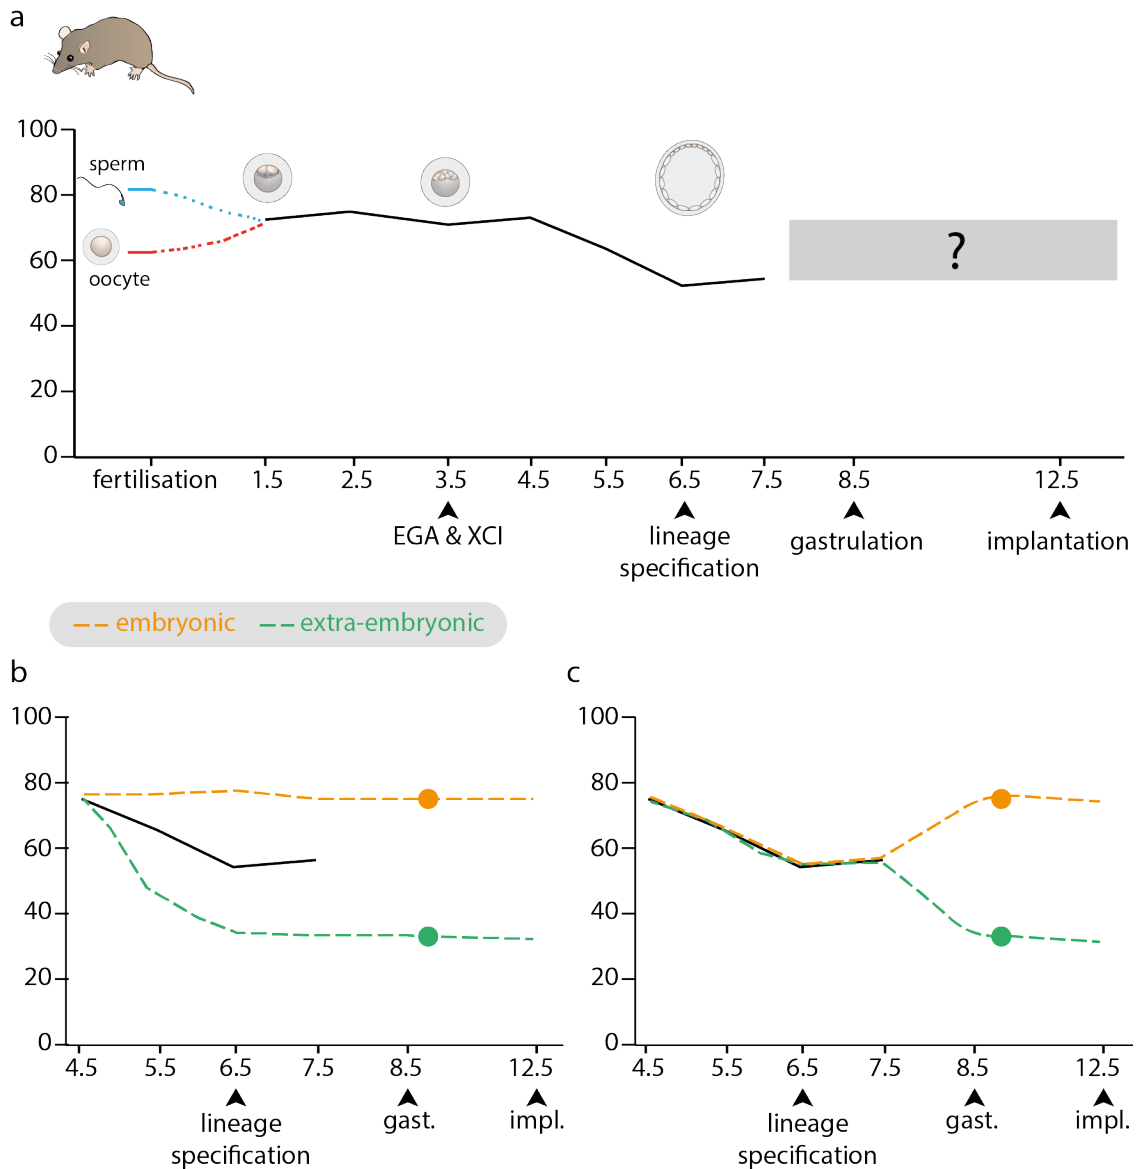 a
100
sperm
80
60
?
oocyte
40
20
0
fertilisation 1.5 2.5 3.5 4.5 5.5 6.5 7.5 8.5 12.5
EGA & XCI
lineage
specification
gastrulation
implantation
embryonic extra-embryonic
b
100
80
60
40
20
0
4.5 5.5 6.5 7.5 8.5 12.5
lineage
specification
gast.
impl.
c
100
80
60
40
20
0
4.5 5.5 6.5 7.5 8.5 12.5
lineage
specification
gast.
impl.